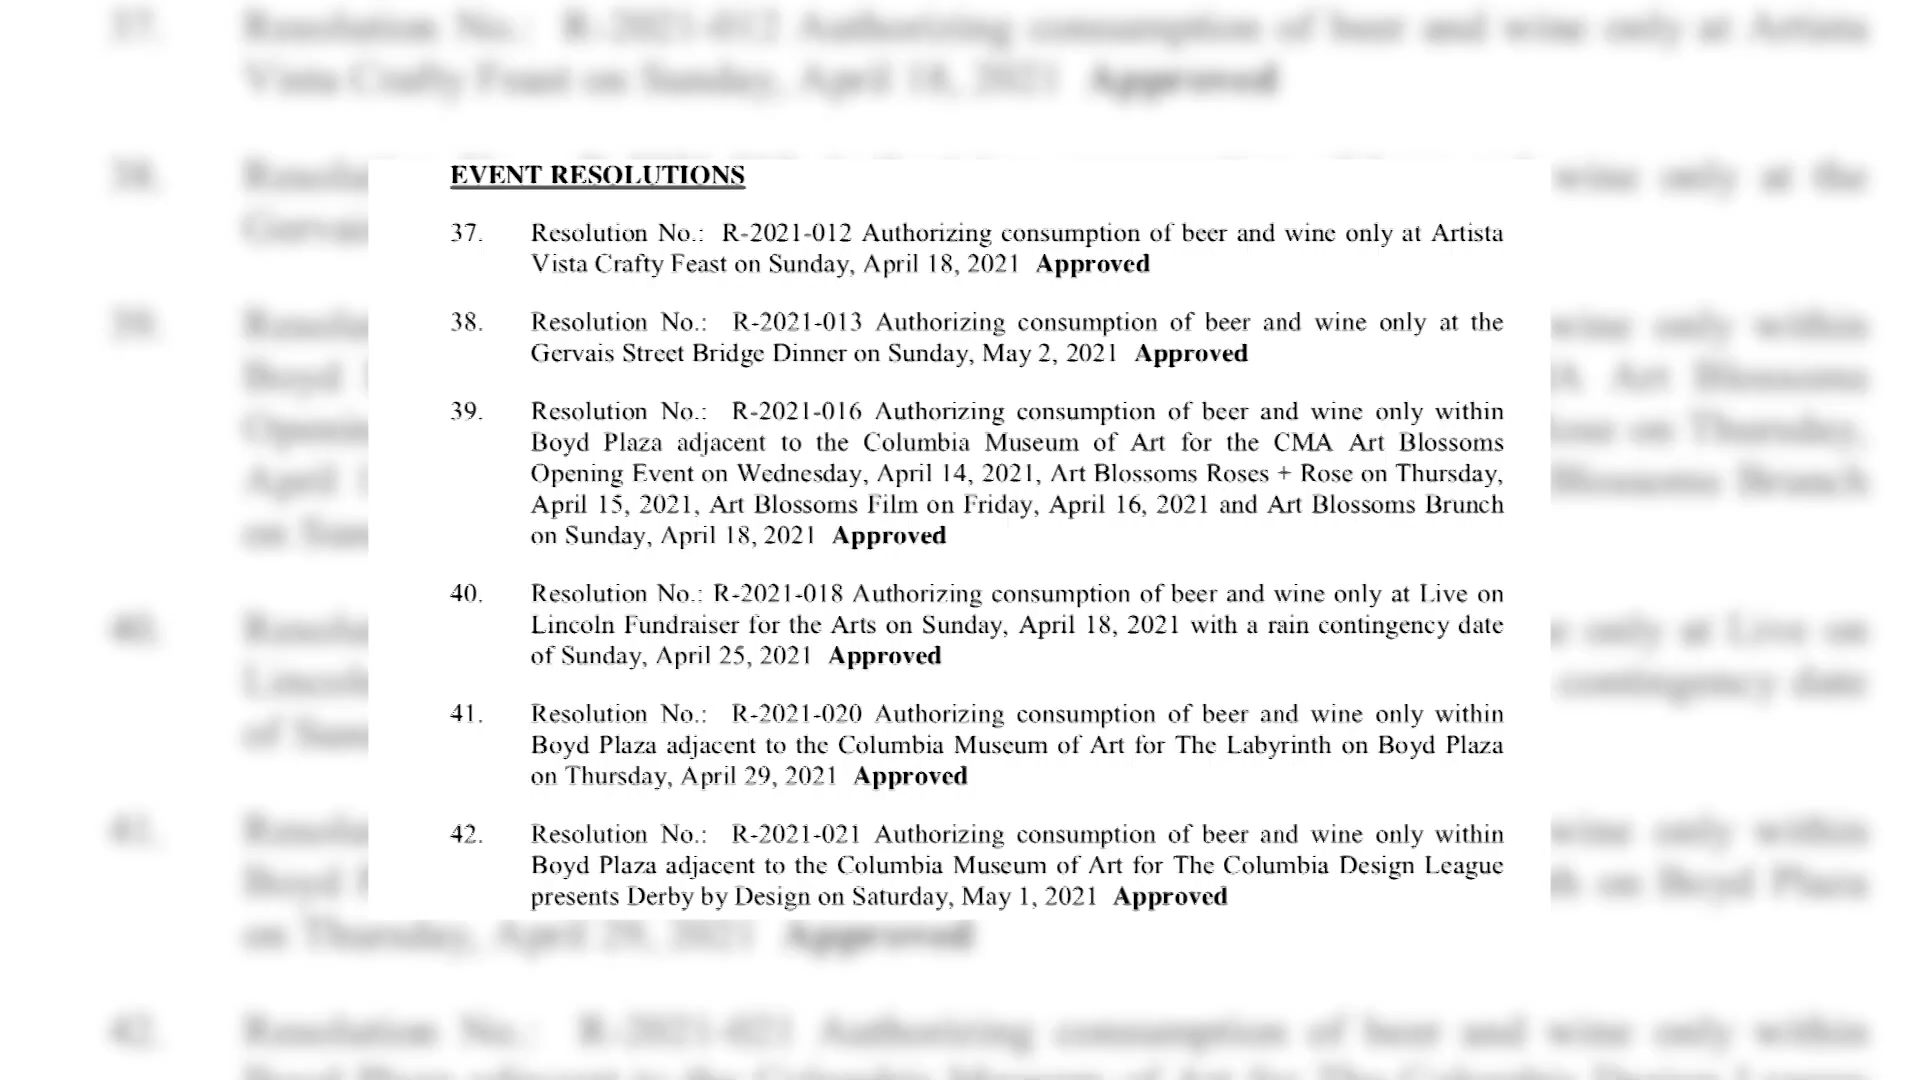 EVENT RESOLUTIONS
37. Resolution No.: R-2021-012 Authorizing consumption of beer and wine only at Artista
Vista Crafty Feast on Sunday, April 18, 2021 Approved
38. Resolution No.: R-2021-013 Authorizing consumption of beer and wine only at the
Gervais Street Bridge Dinner on Sunday, May 2, 2021 Approved
39. Resolution No.: R-2021-016 Authorizing consumption of beer and wine only within
Boyd Plaza adjacent to the Columbia Museum of Art for the CMA Art Blossoms
Opening Event on Wednesday, April 14, 2021, Art Blossoms Roses + Rose on Thursday,
April 15, 2021, Art Blossoms Film on Friday, April 16, 2021 and Art Blossoms Brunch
on Sunday, April 18, 2021 Approved
40. Resolution No.: R-2021-018 Authorizing consumption of beer and wine only at Live on
Lincoln Fundraiser for the Arts on Sunday, April 18, 2021 with a rain contingency date
of Sunday, April 25, 2021 Approved
41. Resolution No.: R-2021-020 Authorizing consumption of beer and wine only within
Boyd Plaza adjacent to the Columbia Museum of Art for The Labyrinth on Boyd Plaza
on Thursday, April 29, 2021 Approved
42. Resolution No.: R-2021-021 Authorizing consumption of beer and wine only within
Boyd Plaza adjacent to the Columbia Museum of Art for The Columbia Design League
presents Derby by Design on Saturday, May 1, 2021 Approved